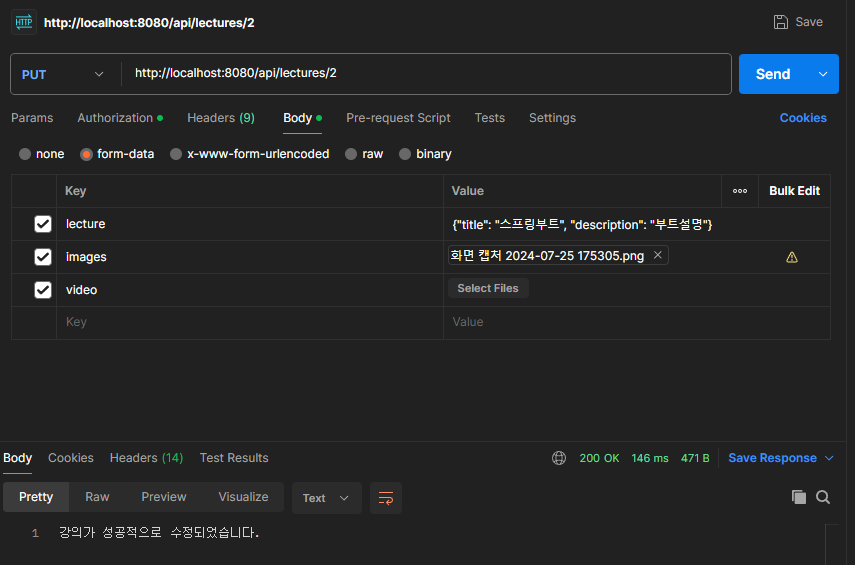 HTTP http://localhost:8080/api/lectures/2 Save
PUT http://localhost:8080/api/lectures/2 Send
Params Authorization Headers (9) Body Pre-request Script Tests Settings Cookies
none form-data x-www-form-urlencoded raw binary
Key Value Bulk Edit
lecture {"title": "스프링부트", "description": "부트설명"}
images 화면 캡처 2024-07-25 175305.png
video Select Files
Key Value
Body Cookies Headers (14) Test Results 200 OK 146 ms 471 B Save Response
Pretty Raw Preview Visualize Text
1 강의가 성공적으로 수정되었습니다.